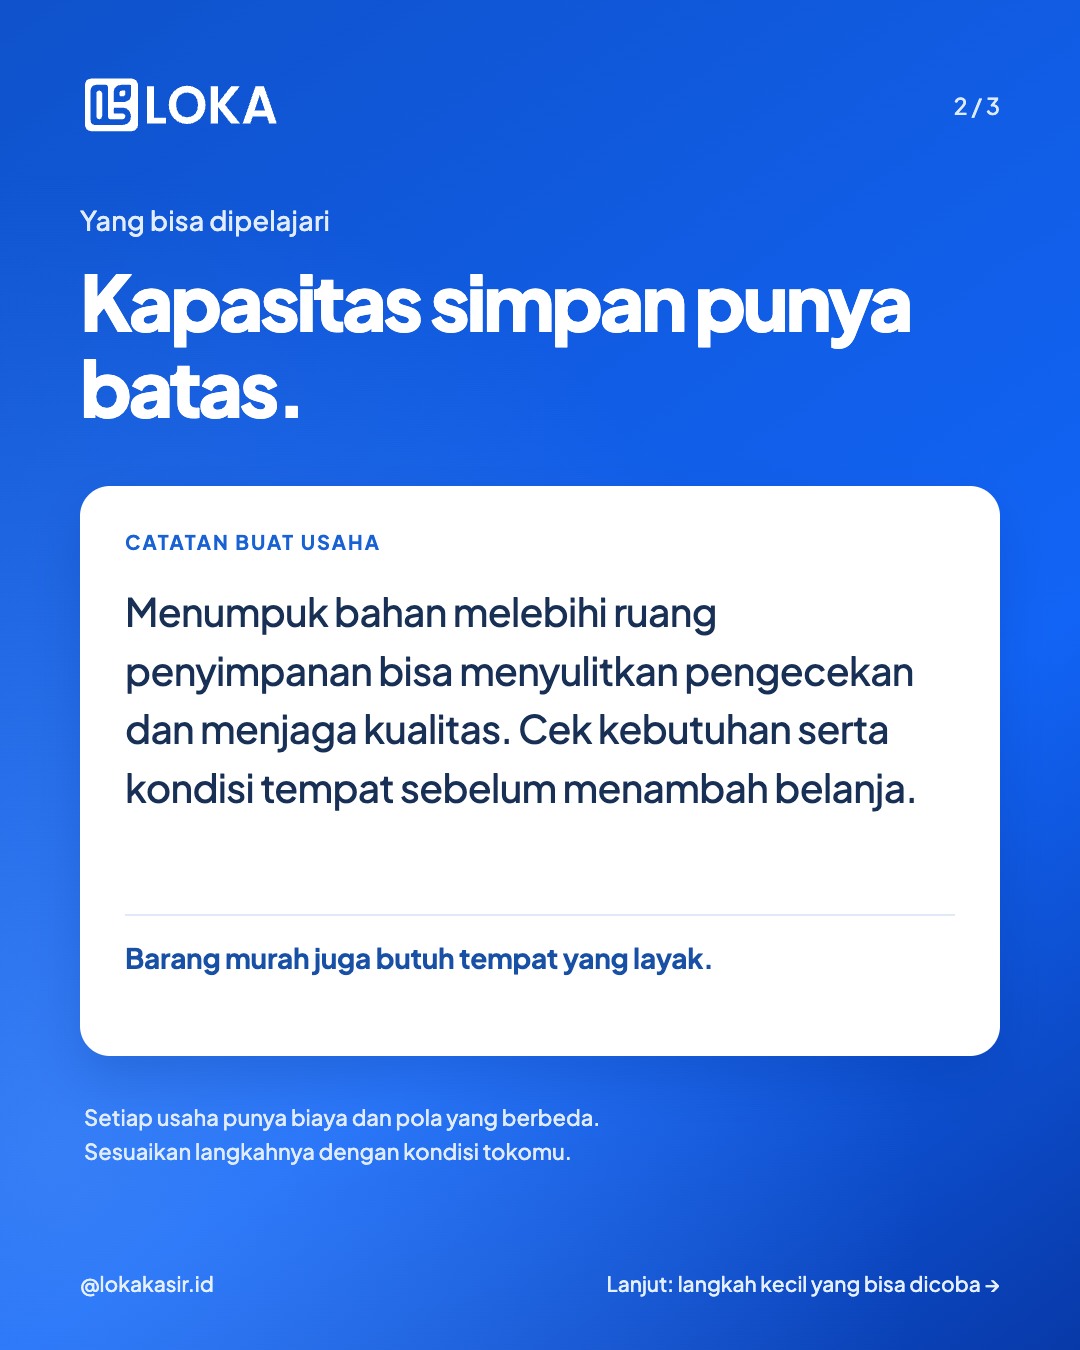 LOKA
2 / 3
Yang bisa dipelajari
Kapasitas simpan punya
batas.
CATATAN BUAT USAHA
Menumpuk bahan melebihi ruang
penyimpanan bisa menyulitkan pengecekan
dan menjaga kualitas. Cek kebutuhan serta
kondisi tempat sebelum menambah belanja.
Barang murah juga butuh tempat yang layak.
Setiap usaha punya biaya dan pola yang berbeda.
Sesuaikan langkahnya dengan kondisi tokomu.
@lokakasir.id
Lanjut: langkah kecil yang bisa dicoba →